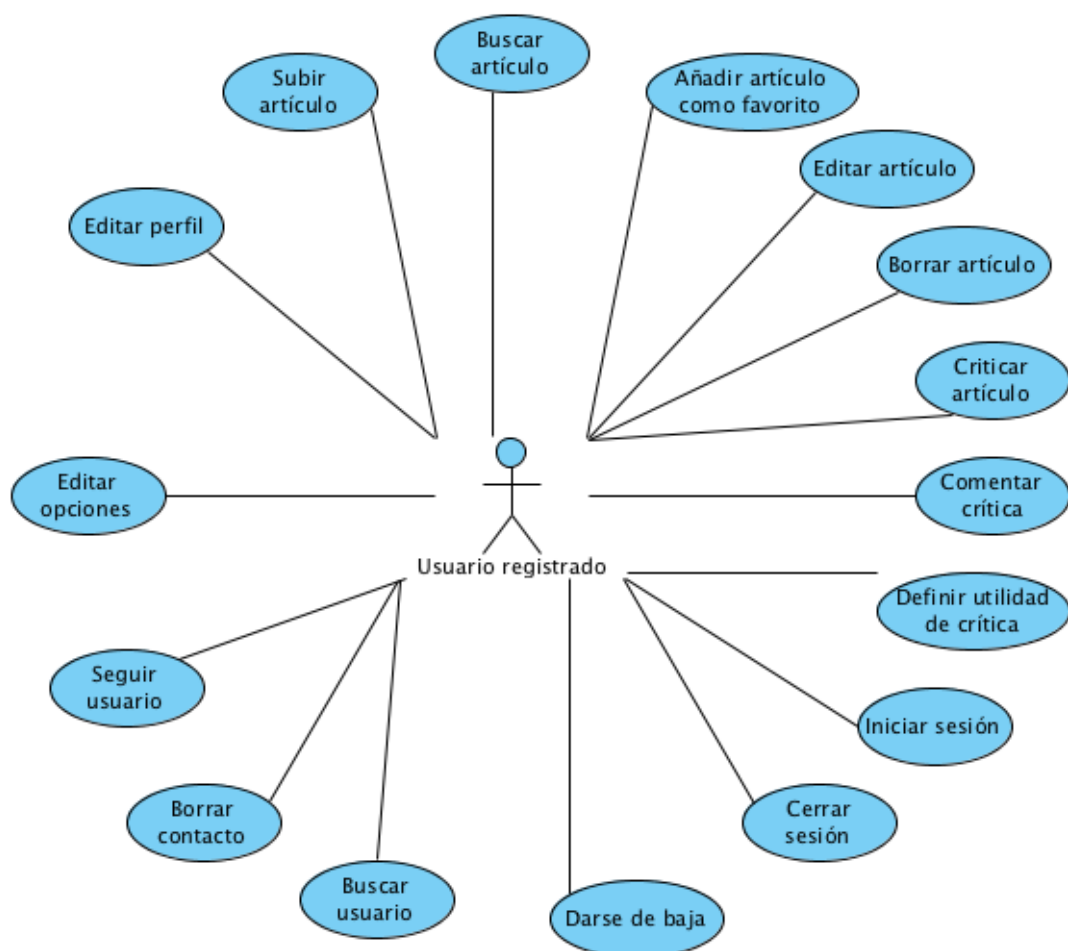 Buscar
artículo
Subir
artículo
Añadir artículo
como favorito
Editar artículo
Editar perfil
Borrar artículo
Criticar
artículo
Editar
opciones
Comentar
crítica
Usuario registrado
Definir utilidad
de crítica
Seguir
usuario
Iniciar sesión
Borrar
contacto
Cerrar
sesión
Buscar
usuario
Darse de baja